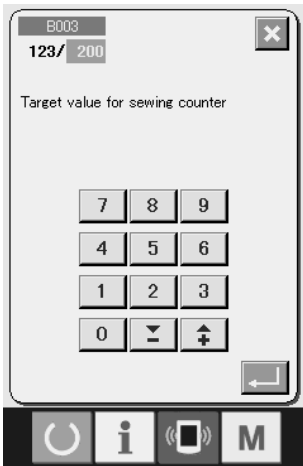 B003
123/ 200
Target value for sewing counter
7 8 9
4 5 6
1 2 3
0
i M